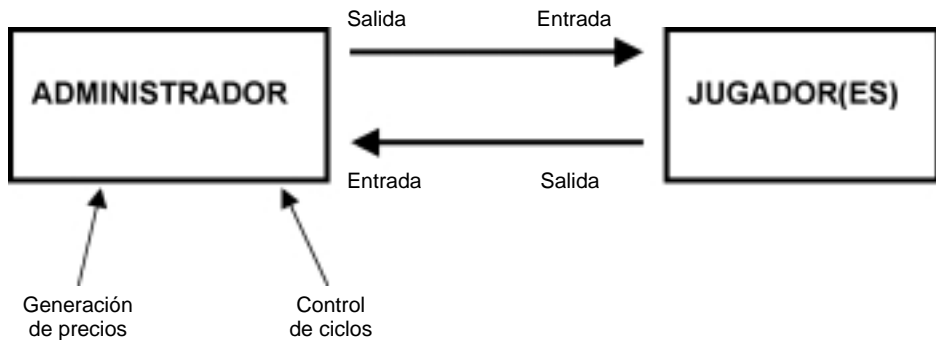 Salida
Entrada
ADMINISTRADOR
JUGADOR(ES)
Entrada
Salida
Generación
de precios
Control
de ciclos